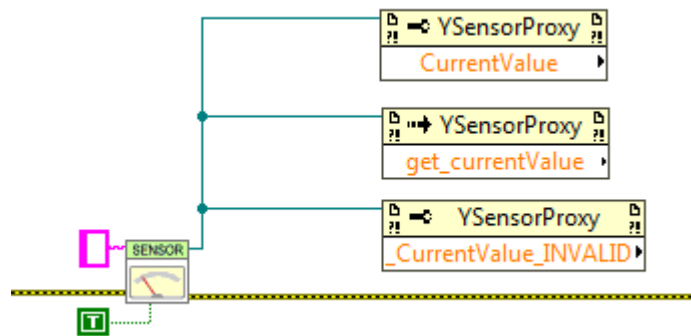 YSensorProxy
CurrentValue
YSensorProxy
get_currentValue
YSensorProxy
_CurrentValue_INVALID
SENSOR
T